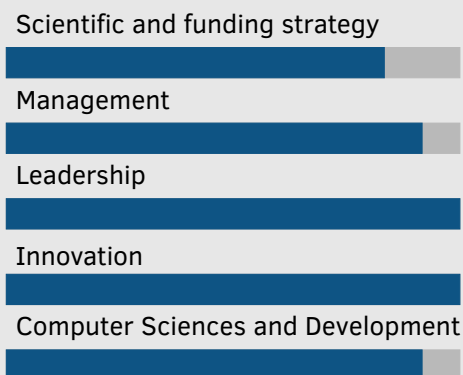 Scientific and funding strategy
Management
Leadership
Innovation
Computer Sciences and Development